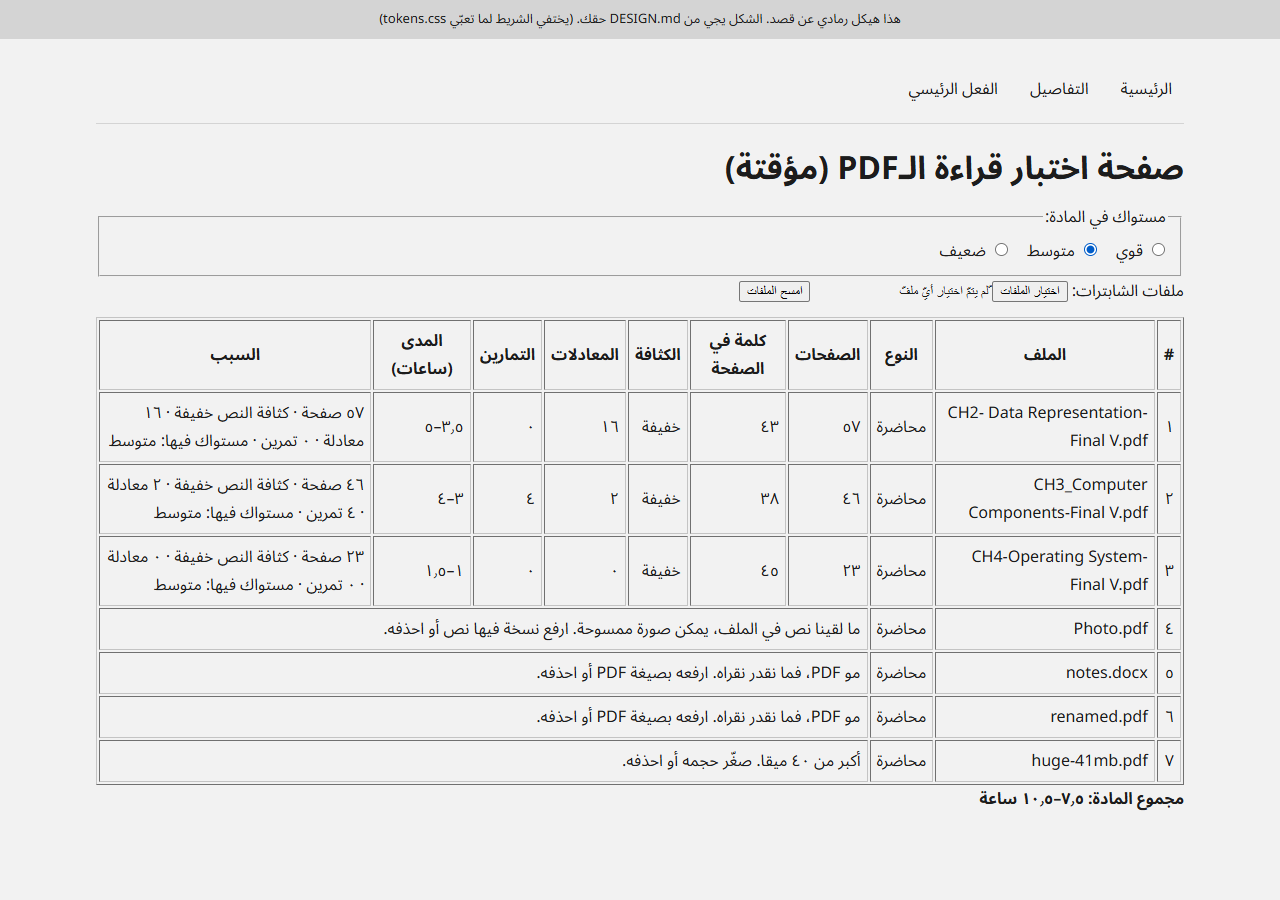 هذا هيكل رمادي عن قصد. الشكل يجي من DESIGN.md حقك. (يختفي الشريط لما تعبّي tokens.css)
الرئيسية التفاصيل الفعل الرئيسي
صفحة اختبار قراءة الـPDF (مؤقتة)
مستواك في المادة:
قوي متوسط ضعيف
ملفات الشابترات: اختيار الملفات لم يتمّ اختيار أيّ ملف امسح الملفات
# الملف النوع الصفحات كلمة في الصفحة الكثافة المعادلات التمارين المدى (ساعات) السبب
١ CH2- Data Representation-Final V.pdf محاضرة ٥٧ ٤٣ خفيفة ١٦ ٠ ٣٫٥–٥ ٥٧ صفحة · كثافة النص خفيفة · ١٦ معادلة · ٠ تمرين · مستواك فيها: متوسط
٢ CH3_Computer Components-Final V.pdf محاضرة ٤٦ ٣٨ خفيفة ٢ ٤ ٣–٤ ٤٦ صفحة · كثافة النص خفيفة · ٢ معادلة · ٤ تمرين · مستواك فيها: متوسط
٣ CH4-Operating System-Final V.pdf محاضرة ٢٣ ٤٥ خفيفة ٠ ٠ ١–١٫٥ ٢٣ صفحة · كثافة النص خفيفة · ٠ معادلة · ٠ تمرين · مستواك فيها: متوسط
٤ Photo.pdf محاضرة ما لقينا نص في الملف، يمكن صورة ممسوحة. ارفع نسخة فيها نص أو احذفه.
٥ notes.docx محاضرة مو PDF، فما نقدر نقراه. ارفعه بصيغة PDF أو احذفه.
٦ renamed.pdf محاضرة مو PDF، فما نقدر نقراه. ارفعه بصيغة PDF أو احذفه.
٧ huge-41mb.pdf محاضرة أكبر من ٤٠ ميقا. صغّر حجمه أو احذفه.
مجموع المادة: ٧٫٥–١٠٫٥ ساعة